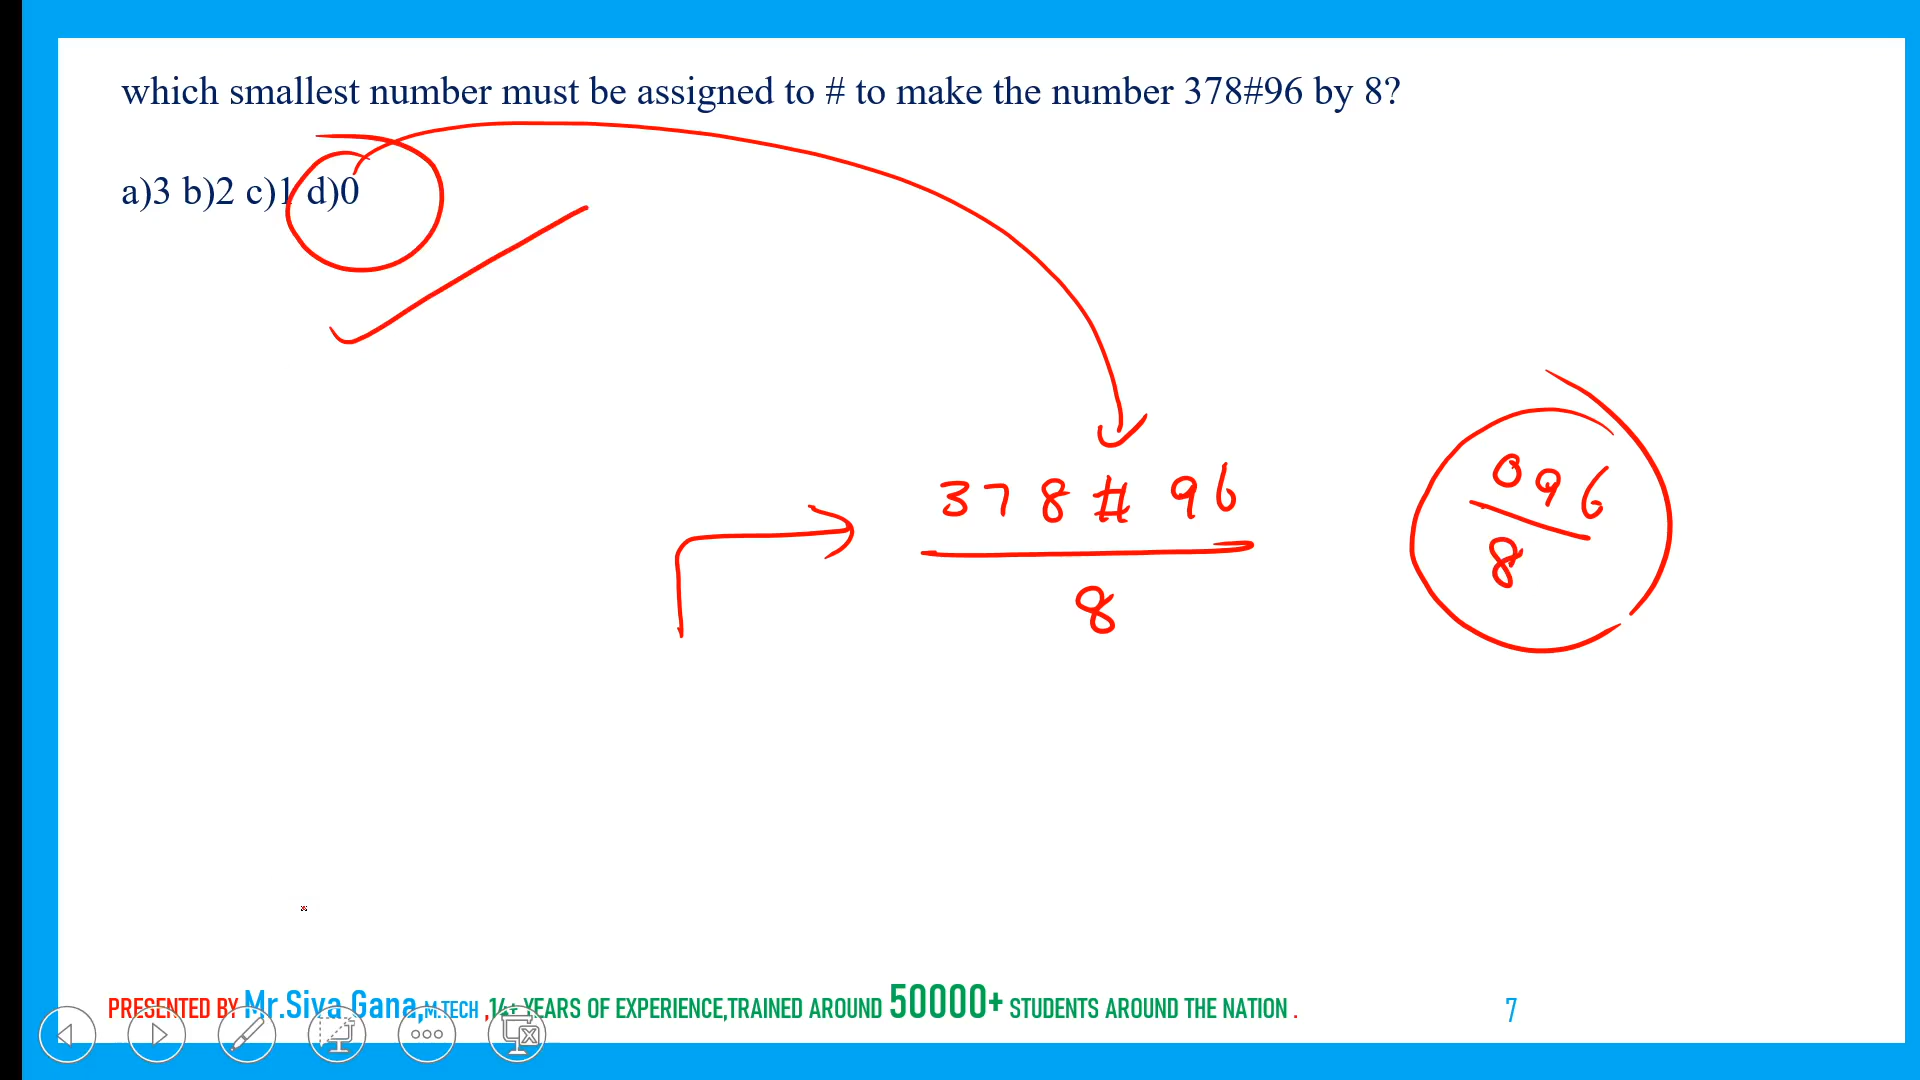 which smallest number must be assigned to # to make the number 378#96 by 8?
a)3 b)2 c)1 d)0
378#96
8
096
8
PRESENTED BY Mr.Siva Gana,M.TECH ,14+ YEARS OF EXPERIENCE,TRAINED AROUND 50000+ STUDENTS AROUND THE NATION .
7